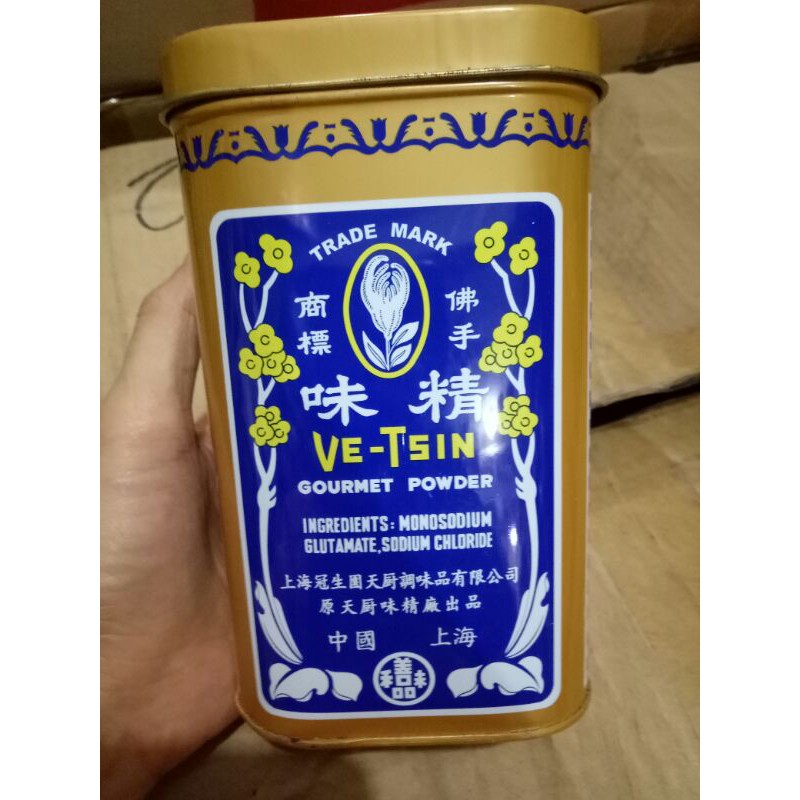 TRADE MARK
商標
佛手
味精
VE-TSIN
GOURMET POWDER
INGREDIENTS: MONOSODIUM
GLUTAMATE, SODIUM CHLORIDE
上海冠生園天厨調味品有限公司
原天厨味精廠出品
中國 上海